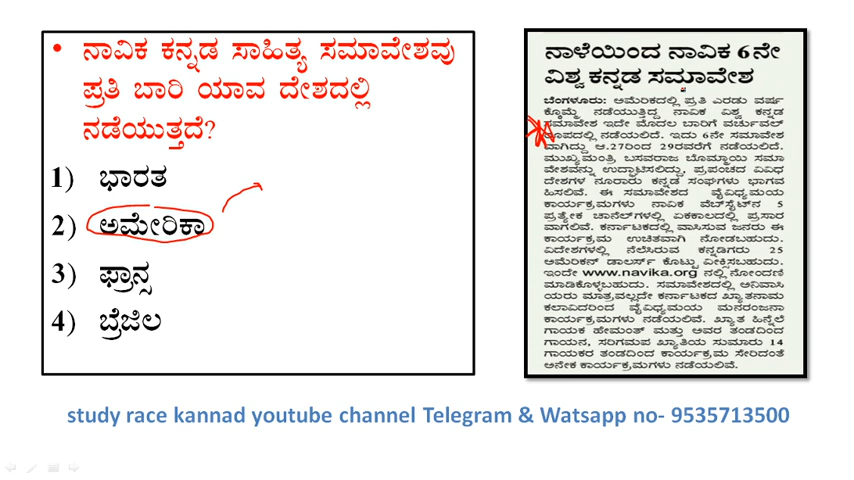 • ನಾವಿಕ ಕನ್ನಡ ಸಾಹಿತ್ಯ ಸಮಾವೇಶವು
ಪ್ರತಿ ಬಾರಿ ಯಾವ ದೇಶದಲ್ಲಿ
ನಡೆಯುತ್ತದೆ?
1) ಭಾರತ
2) ಅಮೇರಿಕಾ
3) ಫ್ರಾನ್ಸ
4) ಬ್ರೆಜಿಲ
ನಾಳೆಯಿಂದ ನಾವಿಕ 6ನೇ
ವಿಶ್ವ ಕನ್ನಡ ಸಮಾವೇಶ
ಬೆಂಗಳೂರು: ಅಮೆರಿಕದಲ್ಲಿ ಪ್ರತಿ ಎರಡು ವರ್ಷ
ಕ್ಕೊಮ್ಮೆ ನಡೆಯುತ್ತಿದ್ದ ನಾವಿಕ ವಿಶ್ವ ಕನ್ನಡ
ಸಮಾವೇಶ ಇದೇ ಮೊದಲ ಬಾರಿಗೆ ವರ್ಚುವಲ್
ರೂಪದಲ್ಲಿ ನಡೆಯಲಿದೆ. ಇದು 6ನೇ ಸಮಾವೇಶ
ವಾಗಿದ್ದು ಆ.27ರಿಂದ 29ರವರೆಗೆ ನಡೆಯಲಿದೆ.
ಮುಖ್ಯಮಂತ್ರಿ ಬಸವರಾಜ ಬೊಮ್ಮಾಯಿ ಸಮಾ
ವೇಶವನ್ನು ಉದ್ಘಾಟಿಸಲಿದ್ದು, ಪ್ರಪಂಚದ ವಿವಿಧ
ದೇಶಗಳ ನೂರಾರು ಕನ್ನಡ ಸಂಘಗಳು ಭಾಗವ
ಹಿಸಲಿವೆ. ಈ ಸಮಾವೇಶದ ವೈವಿಧ್ಯಮಯ
ಕಾರ್ಯಕ್ರಮಗಳು ನಾವಿಕ ವೆಬ್‌ಸೈಟ್‌ನ 5
ಪ್ರತ್ಯೇಕ ಚಾನೆಲ್‌ಗಳಲ್ಲಿ ಏಕಕಾಲದಲ್ಲಿ ಪ್ರಸಾರ
ವಾಗಲಿವೆ. ಕರ್ನಾಟಕದಲ್ಲಿ ವಾಸಿಸುವ ಜನರು ಈ
ಕಾರ್ಯಕ್ರಮ ಉಚಿತವಾಗಿ ನೋಡಬಹುದು.
ವಿದೇಶಗಳಲ್ಲಿ ನೆಲೆಸಿರುವ ಕನ್ನಡಿಗರು 25
ಅಮೆರಿಕನ್ ಡಾಲರ್ಸ್ ಕೊಟ್ಟು ವೀಕ್ಷಿಸಬಹುದು.
ಇಂದೇ www.navika.org ನಲ್ಲಿ ನೋಂದಣಿ
ಮಾಡಿಕೊಳ್ಳಬಹುದು. ಸಮಾವೇಶದಲ್ಲಿ ಅನಿವಾಸಿ
ಯರು ಮಾತ್ರವಲ್ಲದೇ ಕರ್ನಾಟಕದ ಖ್ಯಾತನಾಮ
ಕಲಾವಿದರಿಂದ ವೈವಿಧ್ಯಮಯ ಮನರಂಜನಾ
ಕಾರ್ಯಕ್ರಮಗಳು ನಡೆಯಲಿವೆ. ಖ್ಯಾತ ಹಿನ್ನೆಲೆ
ಗಾಯಕ ಹೇಮಂತ್ ಮತ್ತು ಅವರ ತಂಡದಿಂದ
ಗಾಯನ, ಸರಿಗಮಪ ಖ್ಯಾತಿಯ ಸುಮಾರು 14
ಗಾಯಕರ ತಂಡದಿಂದ ಕಾರ್ಯಕ್ರಮ ಸೇರಿದಂತೆ
ಅನೇಕ ಕಾರ್ಯಕ್ರಮಗಳು ನಡೆಯಲಿವೆ.
study race kannad youtube channel Telegram & Watsapp no- 9535713500